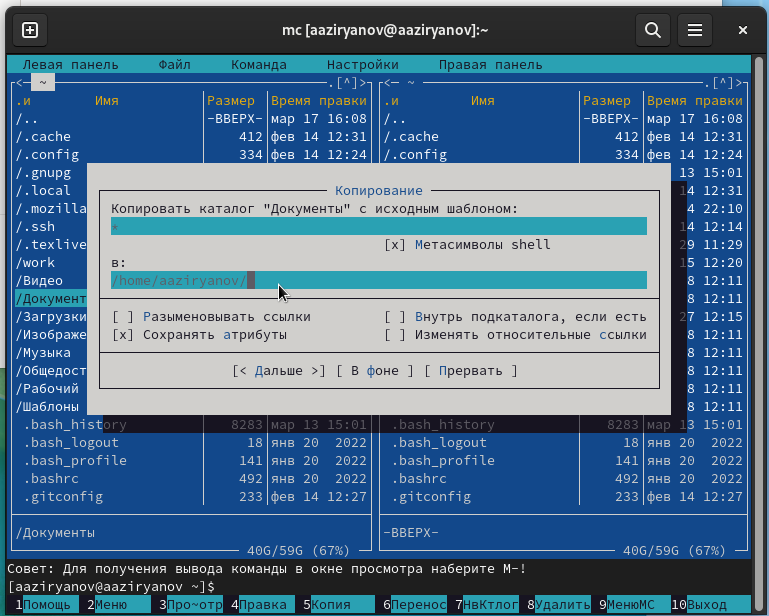 mc [aaziryanov@aaziryanov]:~
Левая панель Файл Команда Настройки Правая панель
<─ ~ .[^]> <─ ~ .[^]>
.и Имя Размер Время правки .и Имя Размер Время правки
/.. -ВВЕРХ- мар 17 16:08 /.. -ВВЕРХ- мар 17 16:08
/.cache 412 фев 14 12:31 /.cache 412 фев 14 12:31
/.config 334 фев 14 12:24 /.config 334 фев 14 12:24
/.gnupg 13 15:01
/.local 14 12:31
Копирование
/.mozilla 4 22:10
Копировать каталог "Документы" с исходным шаблоном:
/.ssh * 14 12:14
/.texlive [x] Метасимволы shell 29 11:29
/work в: 15 12:20
/Видео /home/aaziryanov/ 8 12:11
/Документ 8 12:11
/Загрузки [ ] Разыменовывать ссылки [ ] Внутрь подкаталога, если есть 27 12:15
/Изображе [x] Сохранять атрибуты [ ] Изменять относительные ссылки 8 12:11
/Музыка 8 12:11
/Общедост [< Дальше >] [ В фоне ] [ Прервать ] 8 12:11
/Рабочий 8 12:11
/Шаблоны 8 12:11
.bash_history 8283 мар 13 15:01 .bash_history 8283 мар 13 15:01
.bash_logout 18 янв 20 2022 .bash_logout 18 янв 20 2022
.bash_profile 141 янв 20 2022 .bash_profile 141 янв 20 2022
.bashrc 492 янв 20 2022 .bashrc 492 янв 20 2022
.gitconfig 233 фев 14 12:27 .gitconfig 233 фев 14 12:27
/Документы -ВВЕРХ-
40G/59G (67%) 40G/59G (67%)
Совет: Для получения вывода команды в окне просмотра наберите M-!
[aaziryanov@aaziryanov ~]$
1Помощь 2Меню 3Про~отр 4Правка 5Копия 6Перенос 7НвКтлог 8Удалить 9МенюMC 10Выход